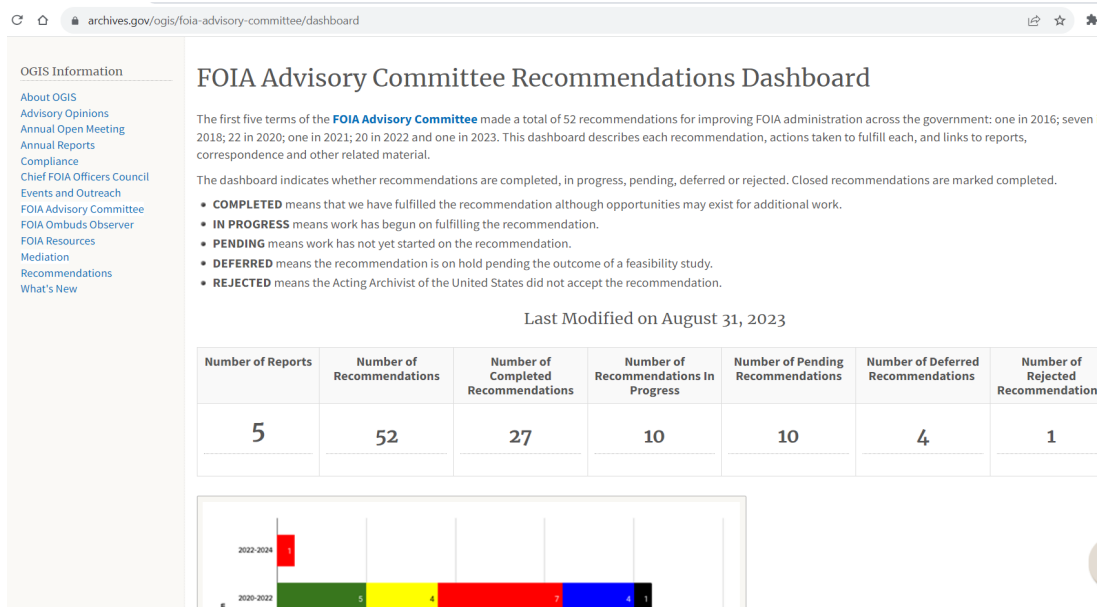 archives.gov/ogis/foia-advisory-committee/dashboard
OGIS Information
About OGIS
Advisory Opinions
Annual Open Meeting
Annual Reports
Compliance
Chief FOIA Officers Council
Events and Outreach
FOIA Advisory Committee
FOIA Ombuds Observer
FOIA Resources
Mediation
Recommendations
What's New
FOIA Advisory Committee Recommendations Dashboard
The first five terms of the FOIA Advisory Committee made a total of 52 recommendations for improving FOIA administration across the government: one in 2016; seven
2018; 22 in 2020; one in 2021; 20 in 2022 and one in 2023. This dashboard describes each recommendation, actions taken to fulfill each, and links to reports,
correspondence and other related material.
The dashboard indicates whether recommendations are completed, in progress, pending, deferred or rejected. Closed recommendations are marked completed.
• COMPLETED means that we have fulfilled the recommendation although opportunities may exist for additional work.
• IN PROGRESS means work has begun on fulfilling the recommendation.
• PENDING means work has not yet started on the recommendation.
• DEFERRED means the recommendation is on hold pending the outcome of a feasibility study.
• REJECTED means the Acting Archivist of the United States did not accept the recommendation.
Last Modified on August 31, 2023
Number of Reports
Number of
Recommendations
Number of
Completed
Recommendations
Number of
Recommendations In
Progress
Number of Pending
Recommendations
Number of Deferred
Recommendations
Number of
Rejected
Recommendation
5
52
27
10
10
4
1
2022-2024
1
2020-2022
5
4
7
4
1